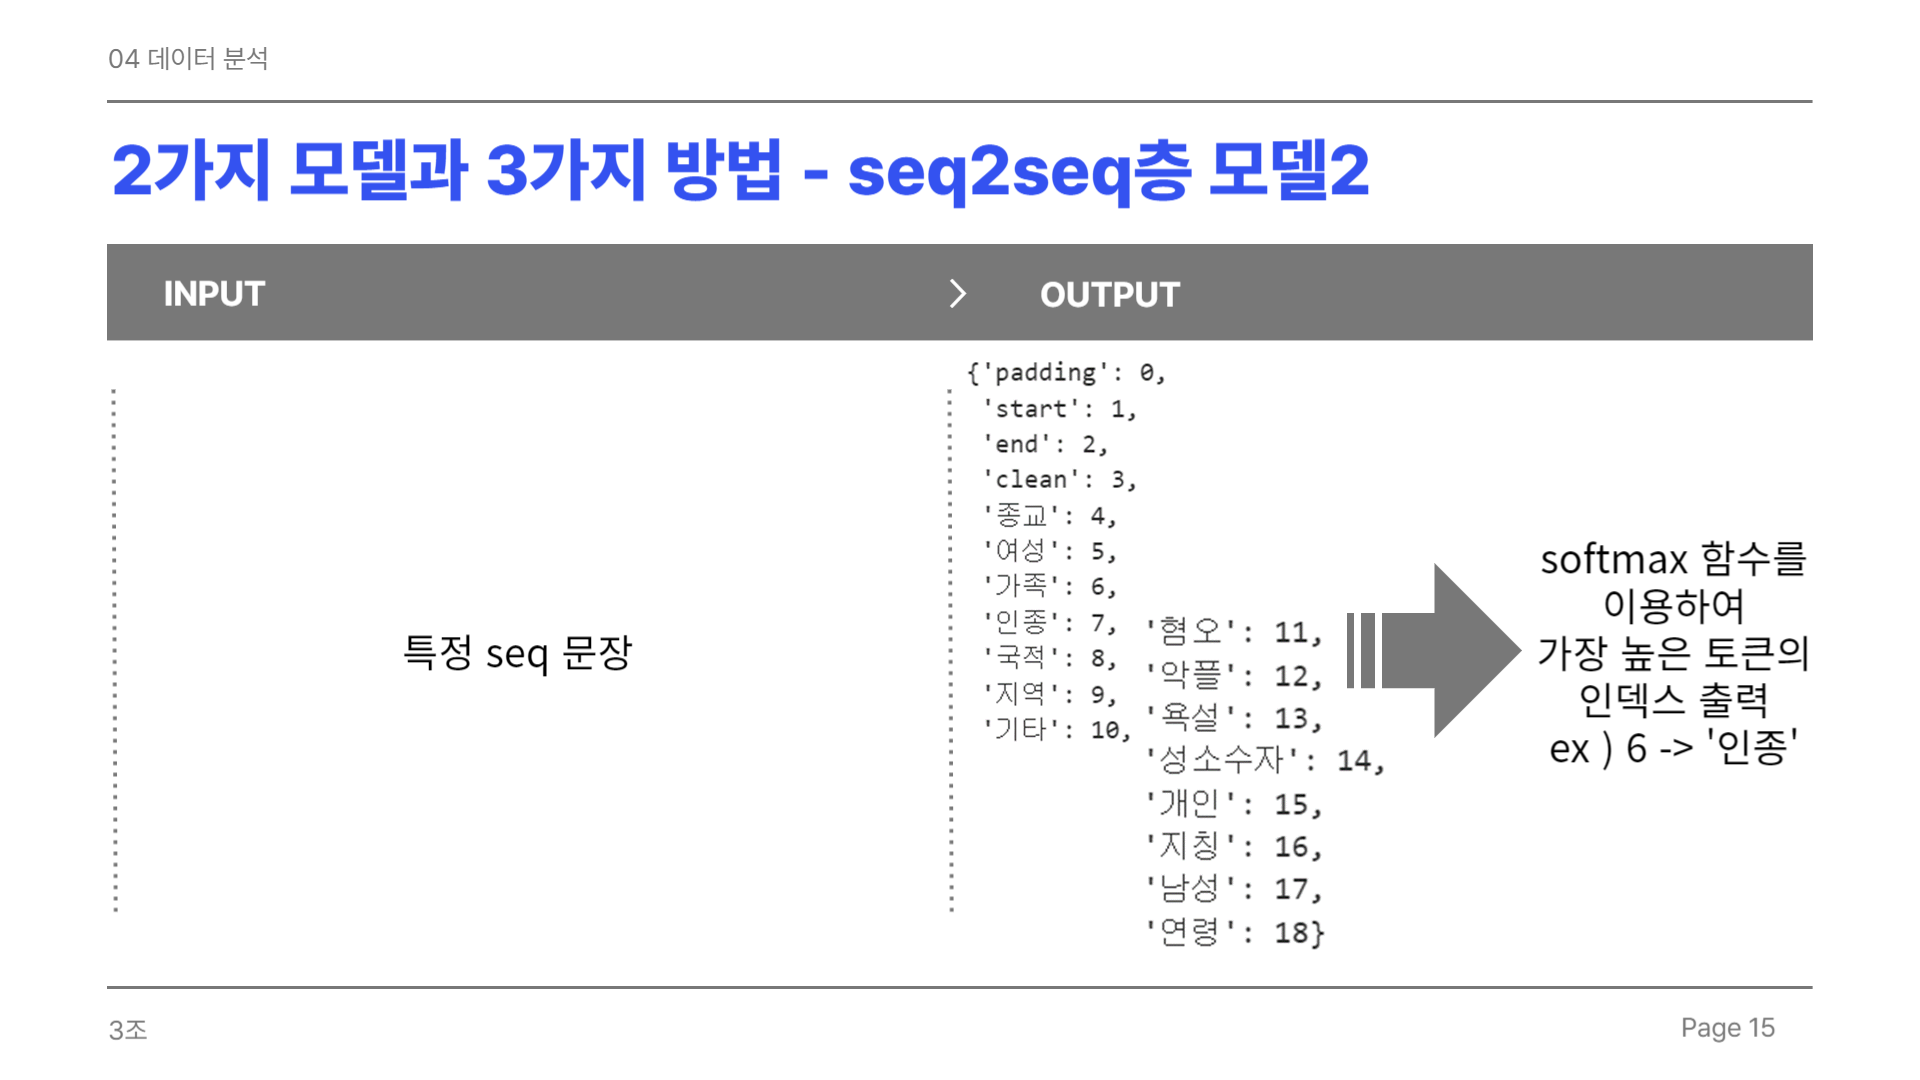 04 데이터 분석
2가지 모델과 3가지 방법 - seq2seq층 모델2
INPUT
OUTPUT
특정 seq 문장
{'padding': 0,
'start': 1,
'end': 2,
'clean': 3,
'종교': 4,
'여성': 5,
'가족': 6,
'인종': 7,
'국적': 8,
'지역': 9,
'기타': 10,
'혐오': 11,
'악플': 12,
'욕설': 13,
'성소수자': 14,
'개인': 15,
'지칭': 16,
'남성': 17,
'연령': 18}
softmax 함수를
이용하여
가장 높은 토큰의
인덱스 출력
ex ) 6 -> '인종'
3조
Page 15